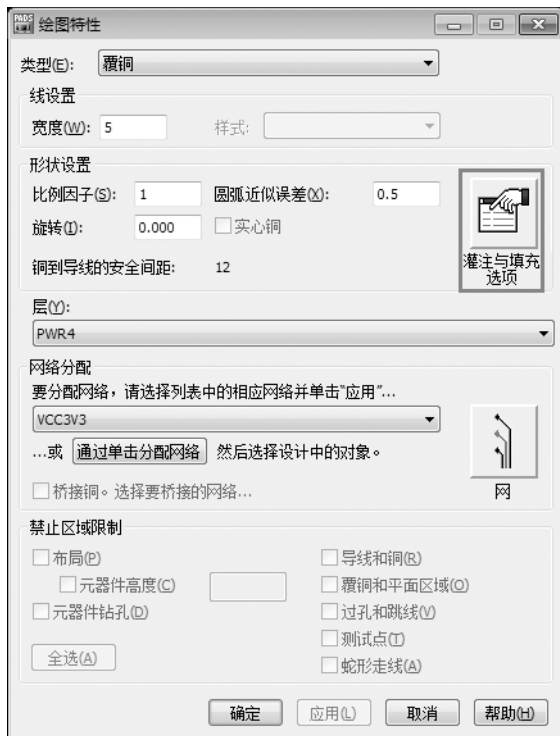 PADS 绘图特性
类型(E): 覆铜
线设置
宽度(W): 5 样式:
形状设置
比例因子(S): 1 圆弧近似误差(X): 0.5
旋转(I): 0.000 实心铜
铜到导线的安全间距: 12
灌注与填充
选项
层(Y):
PWR4
网络分配
要分配网络，请选择列表中的相应网络并单击"应用"...
VCC3V3
...或 通过单击分配网络 然后选择设计中的对象。
网
桥接铜。选择要桥接的网络...
禁止区域限制
布局(P) 导线和铜(R)
元器件高度(C) 覆铜和平面区域(O)
元器件钻孔(D) 过孔和跳线(V)
测试点(T)
全选(A) 蛇形走线(A)
确定 应用(L) 取消 帮助(H)